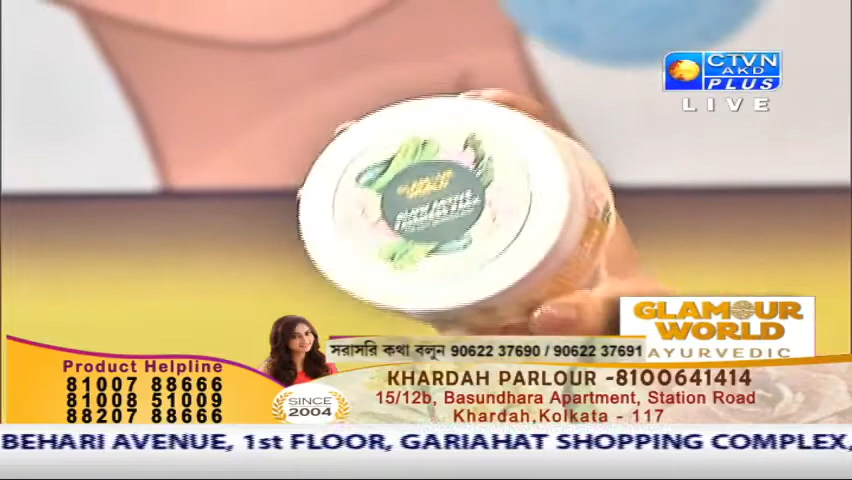 CTVN
AKD
PLUS
LIVE
GLAMOUR
WORLD
GLAMOUR
WORLD
AYURVEDIC
সরাসরি কথা বলুন 90622 37690 / 90622 37691
Product Helpline
81007 88666
81008 51009
88207 88666
SINCE
2004
KHARDAH PARLOUR -8100641414
15/12b, Basundhara Apartment, Station Road
Khardah,Kolkata - 117
BEHARI AVENUE, 1st FLOOR, GARIAHAT SHOPPING COMPLEX,